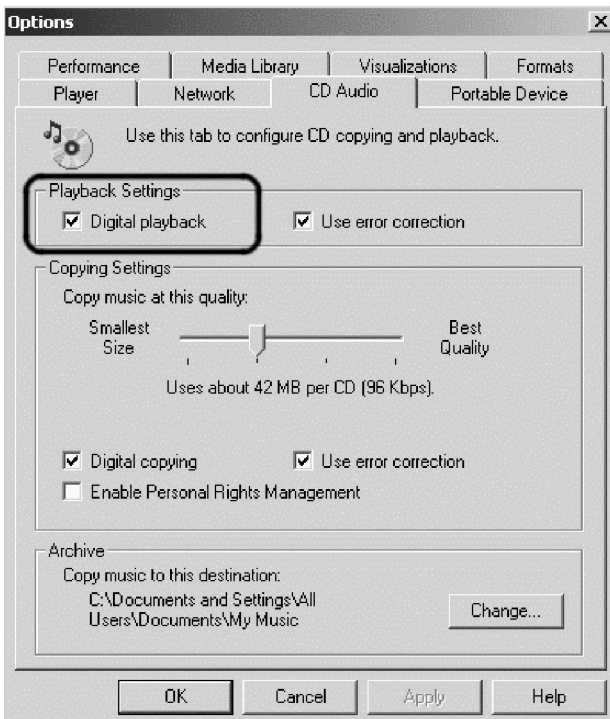 Options
Performance Media Library Visualizations Formats
Player Network CD Audio Portable Device
Use this tab to configure CD copying and playback.
Playback Settings
Digital playback Use error correction
Copying Settings
Copy music at this quality:
Smallest Size Best Quality
Uses about 42 MB per CD (96 Kbps).
Digital copying Use error correction
Enable Personal Rights Management
Archive
Copy music to this destination:
C:\Documents and Settings\All
Users\Documents\My Music
Change...
OK Cancel Apply Help